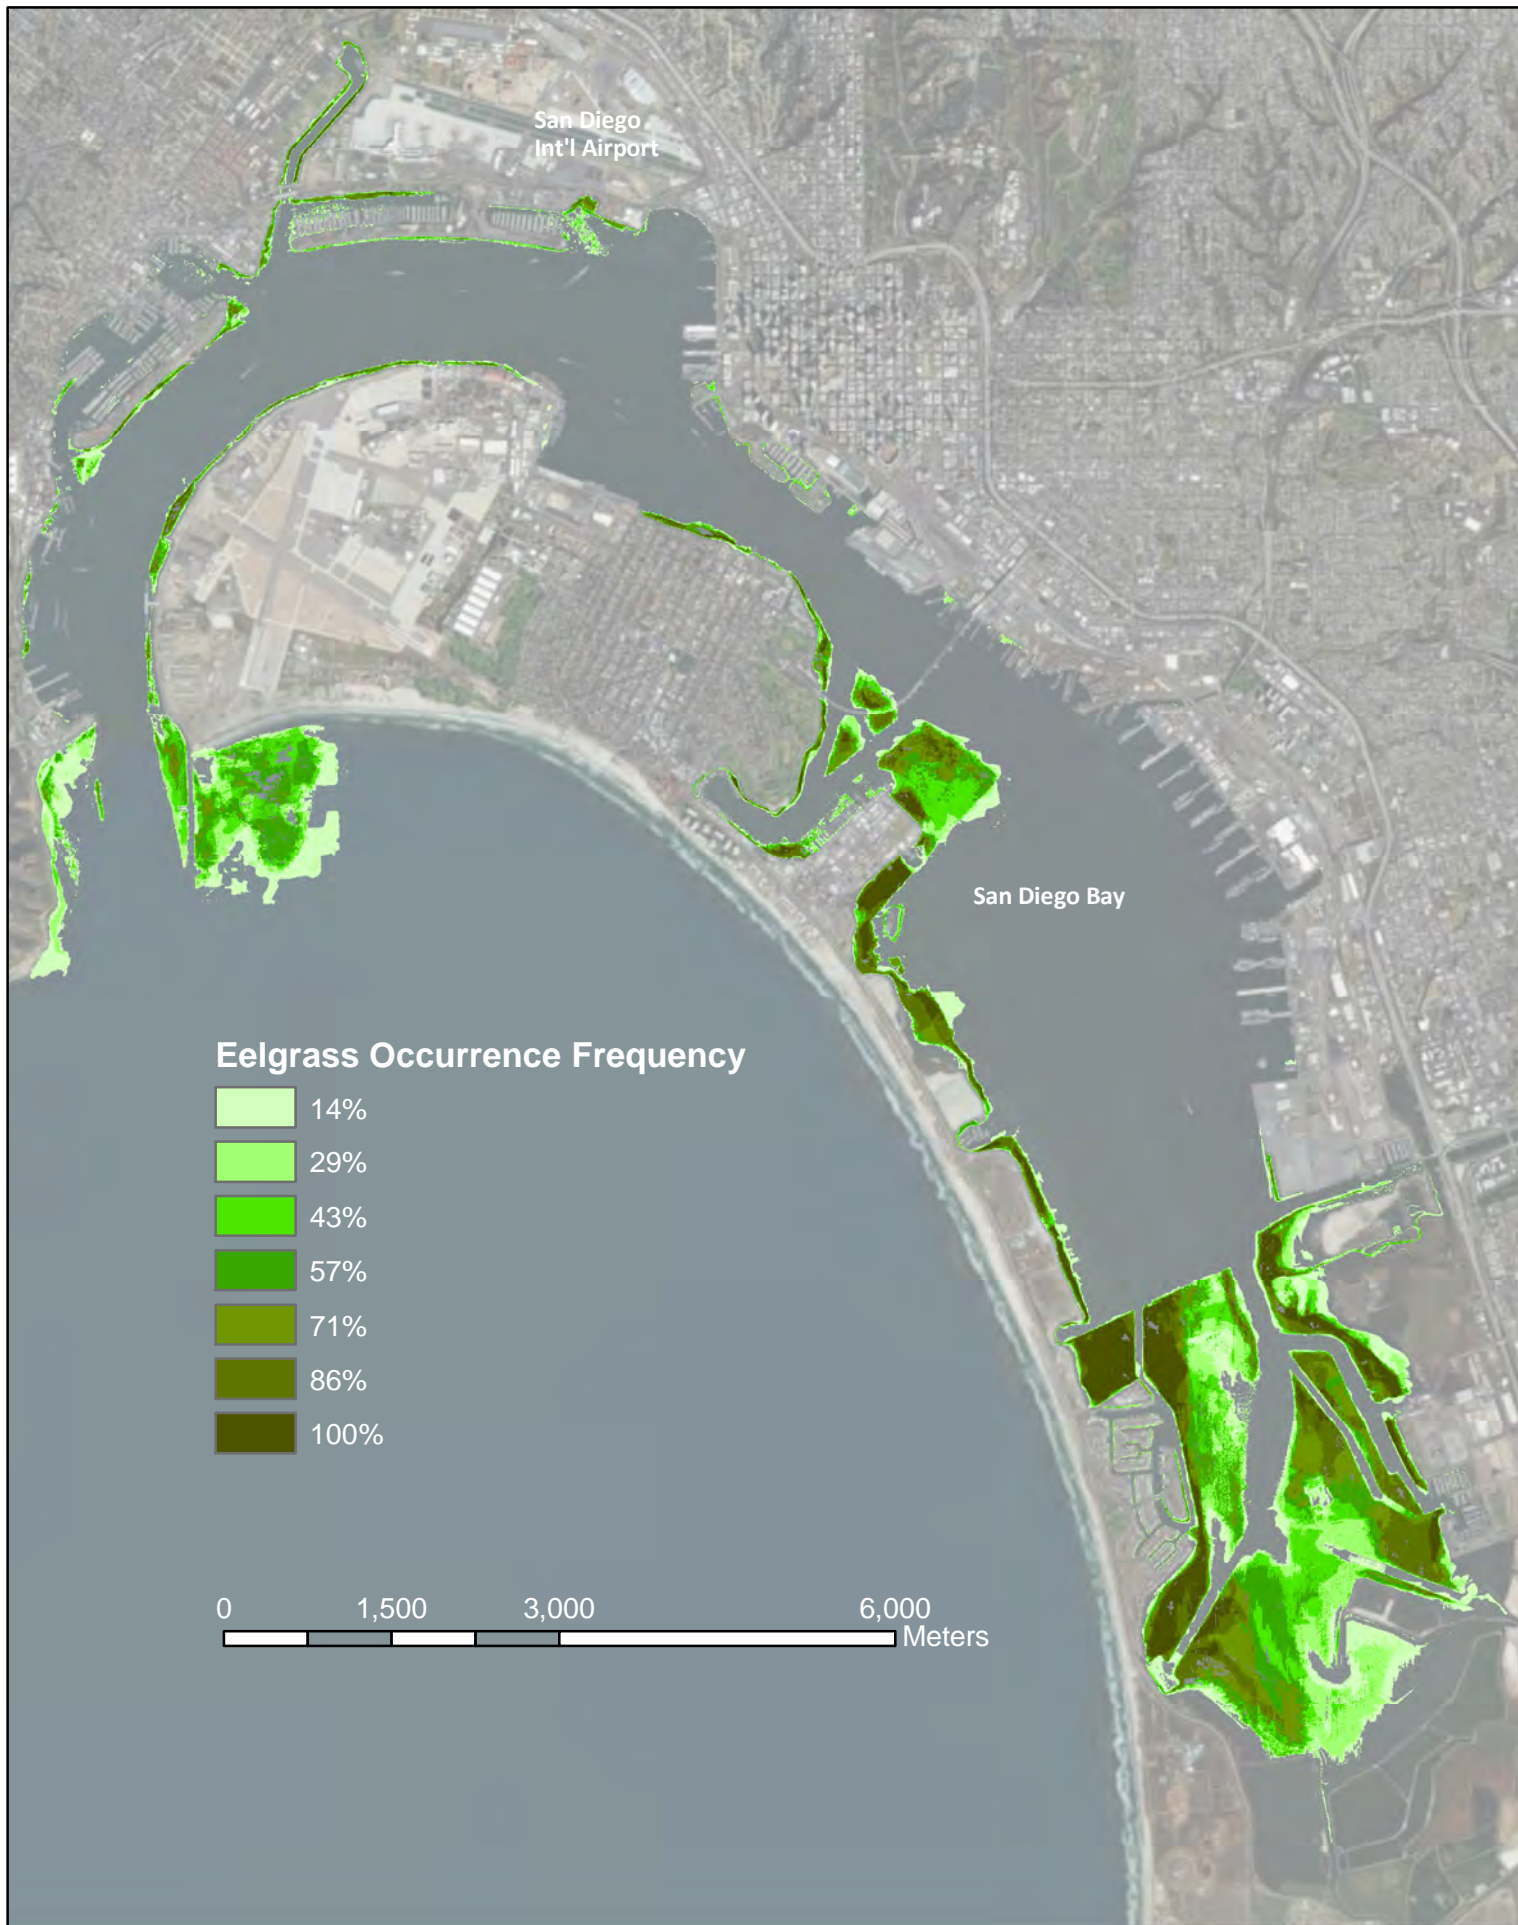 San Diego
Int'l Airport
San Diego Bay
Eelgrass Occurrence Frequency
14%
29%
43%
57%
71%
86%
100%
0 1,500 3,000 6,000
Meters